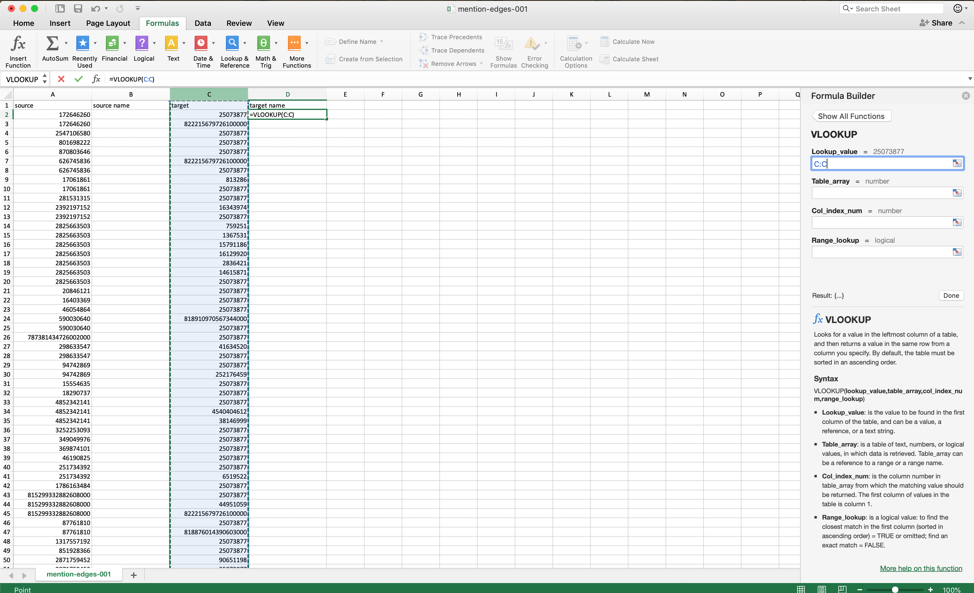 mention-edges-001
Search Sheet
Home Insert Page Layout Formulas Data Review View
Share
Insert Function
AutoSum
Recently Used
Financial
Logical
Text
Date & Time
Lookup & Reference
Math & Trig
More Functions
Define Name
Create from Selection
Trace Precedents
Trace Dependents
Remove Arrows
Show Formulas
Error Checking
Calculation Options
Calculate Now
Calculate Sheet
VLOOKUP fx =VLOOKUP(C:C)
A B C D E F G H I J K L M N O P Q
1 source source name target target name
2 172646260 25073877 =VLOOKUP(C:C)
3 172646260 822215679726100000
4 2547106580 25073877
5 801698222 25073877
6 870803646 25073877
7 626745836 822215679726100000
8 626745836 25073877
9 17061861 813286
10 17061861 25073877
11 281531315 25073877
12 2392197152 16343974
13 2392197152 25073877
14 2825663503 759251
15 2825663503 1367531
16 2825663503 15791186
17 2825663503 16129920
18 2825663503 2836421
19 2825663503 14615871
20 2825663503 25073877
21 20846121 25073877
22 16403369 25073877
23 46054864 25073877
24 590030640 818910970567344000
25 590030640 25073877
26 787381434726002000 25073877
27 298633547 41634520
28 298633547 25073877
29 94742869 25073877
30 94742869 252176459
31 15554635 25073877
32 18290737 25073877
33 4852342141 25073877
34 4852342141 4540404612
35 4852342141 38146999
36 3252253093 25073877
37 349049976 25073877
38 369874101 25073877
39 46190825 25073877
40 251734392 25073877
41 251734392 6519522
42 1786163484 25073877
43 815299332882608000 25073877
44 815299332882608000 44951059
45 815299332882608000 822215679726100000
46 87761810 25073877
47 87761810 818876014390603000
48 1317557192 25073877
49 851928366 25073877
50 2871759452 90651198
Formula Builder
Show All Functions
VLOOKUP
Lookup_value = 25073877
C:C
Table_array = number
Col_index_num = number
Range_lookup = logical
Result: {...}
Done
fx VLOOKUP
Looks for a value in the leftmost column of a table,
and then returns a value in the same row from a
column you specify. By default, the table must be
sorted in an ascending order.
Syntax
VLOOKUP(lookup_value,table_array,col_index_nu
m,range_lookup)
• Lookup_value: is the value to be found in the first
column of the table, and can be a value, a
reference, or a text string.
• Table_array: is a table of text, numbers, or logical
values, in which data is retrieved. Table_array can
be a reference to a range or a range name.
• Col_index_num: is the column number in
table_array from which the matching value should
be returned. The first column of values in the
table is column 1.
• Range_lookup: is a logical value: to find the
closest match in the first column (sorted in
ascending order) = TRUE or omitted; find an
exact match = FALSE.
More help on this function
mention-edges-001
Point
100%